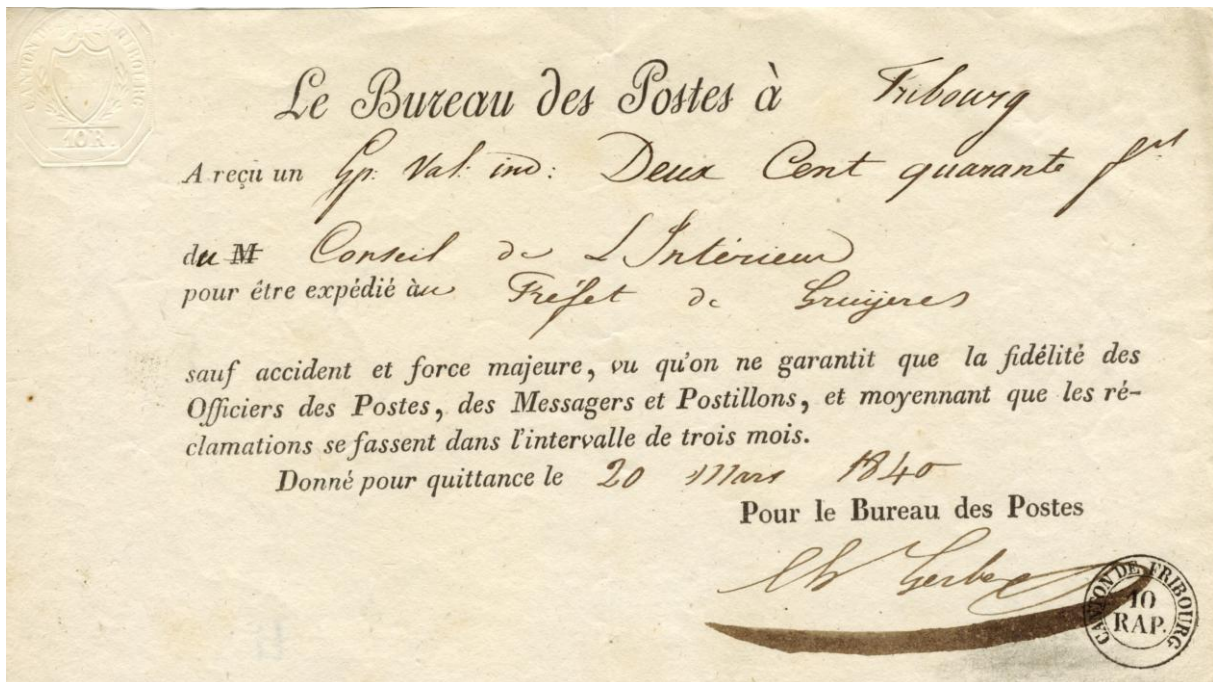 CANTON DE FRIBOURG
10 R.
Le Bureau des Postes à Fribourg
A reçu un Gp. Val. ind: Deux Cent quarante frs
du M Conseil de L'Intérieur
pour être expédié au Préfet de Gruyères
sauf accident et force majeure, vu qu'on ne garantit que la fidélité des
Officiers des Postes, des Messagers et Postillons, et moyennant que les ré-
clamations se fassent dans l'intervalle de trois mois.
Donné pour quittance le 20 Mars 1840
Pour le Bureau des Postes
Gerber
CANTON DE FRIBOURG
10
RAP.